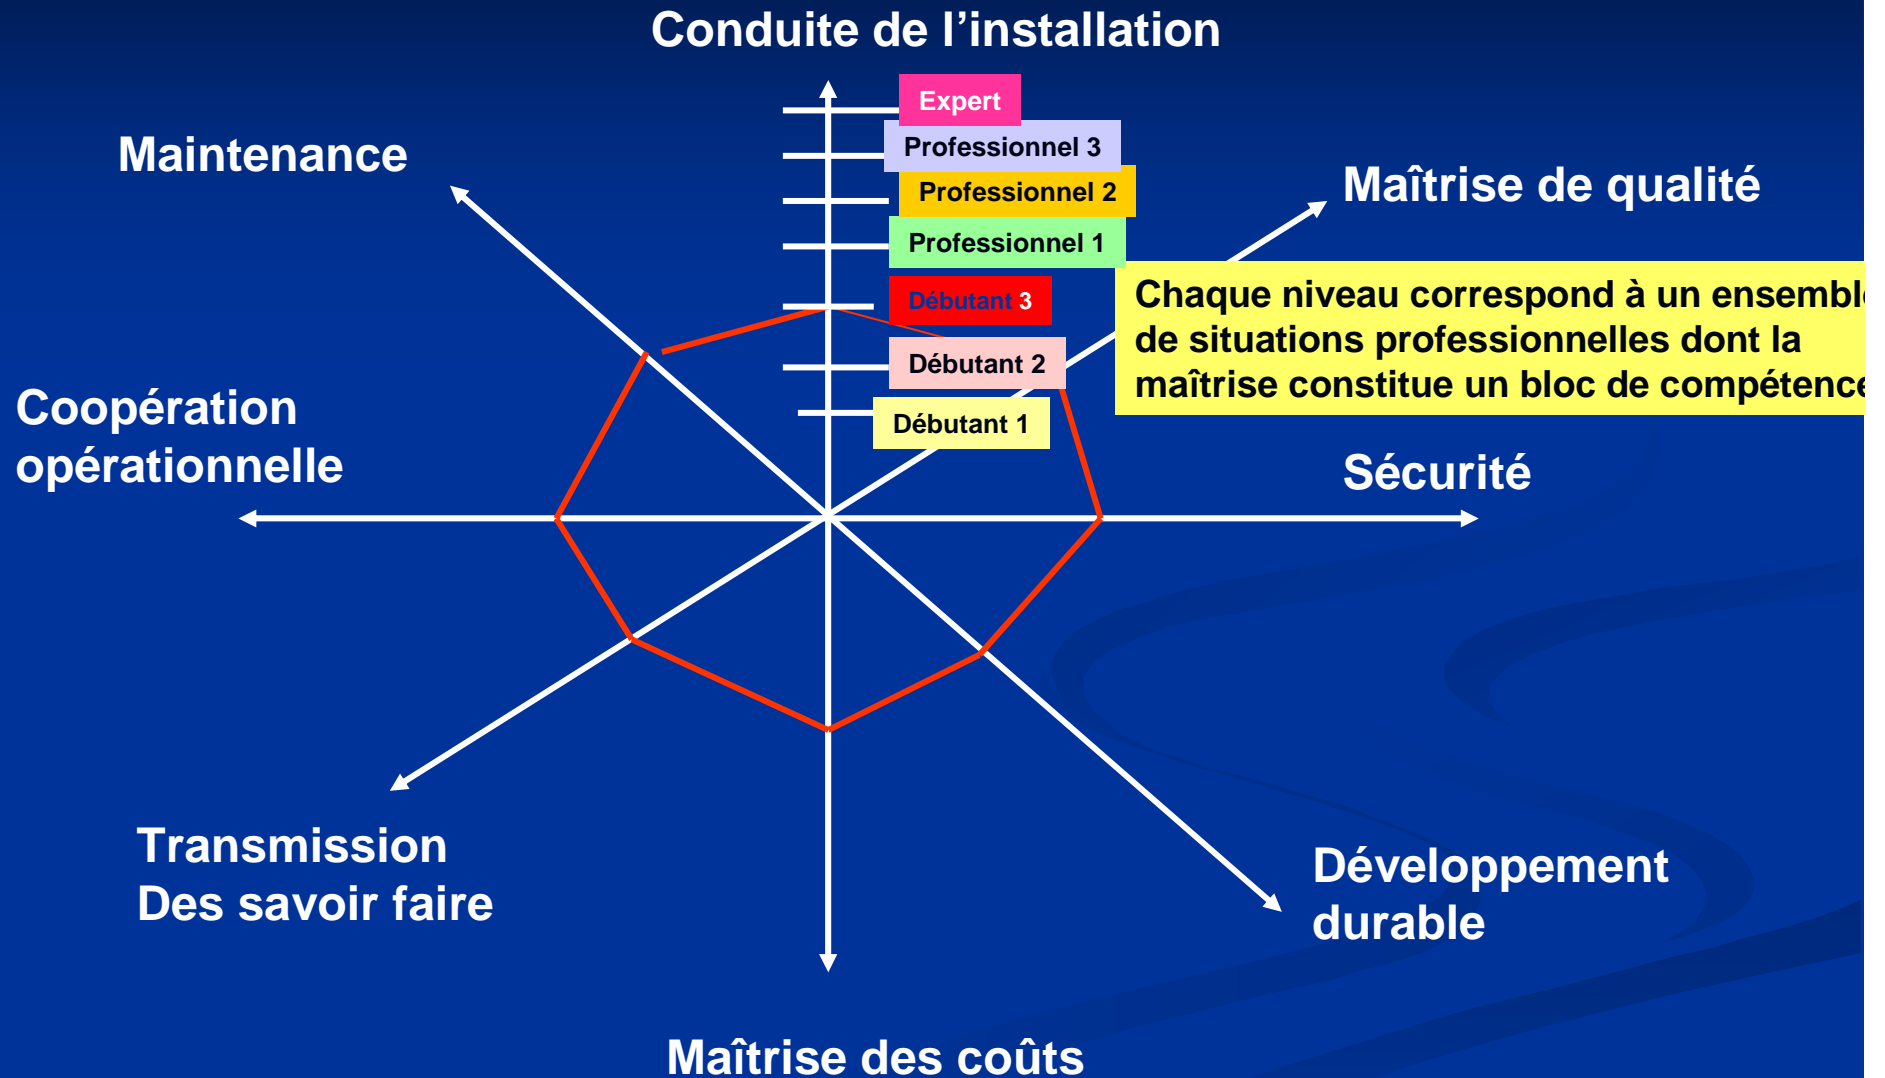 Conduite de l’installation
Expert
Maintenance
Professionnel 3
Maîtrise de qualité
Professionnel 2
Professionnel 1
Débutant 3
Chaque niveau correspond à un ensembl
de situations professionnelles dont la
maîtrise constitue un bloc de compétence
Débutant 2
Débutant 1
Coopération
opérationnelle
Sécurité
Transmission
Des savoir faire
Développement
durable
Maîtrise des coûts